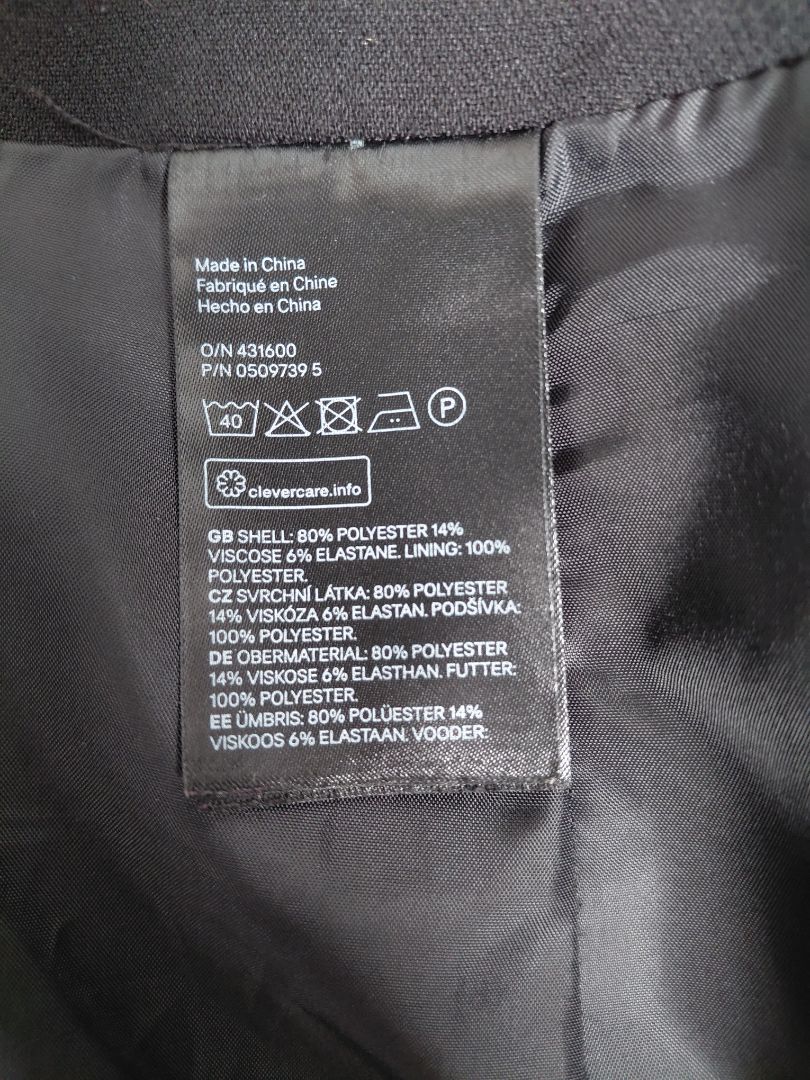 Made in China
Fabriqué en Chine
Hecho en China
O/N 431600
P/N 0509739 5
40 P
clevercare.info
GB SHELL: 80% POLYESTER 14%
VISCOSE 6% ELASTANE. LINING: 100%
POLYESTER.
CZ SVRCHNÍ LÁTKA: 80% POLYESTER
14% VISKÓZA 6% ELASTAN. PODŠÍVKA:
100% POLYESTER.
DE OBERMATERIAL: 80% POLYESTER
14% VISKOSE 6% ELASTHAN. FUTTER:
100% POLYESTER.
EE ÜMBRIS: 80% POLÜESTER 14%
VISKOOS 6% ELASTAAN. VOODER: